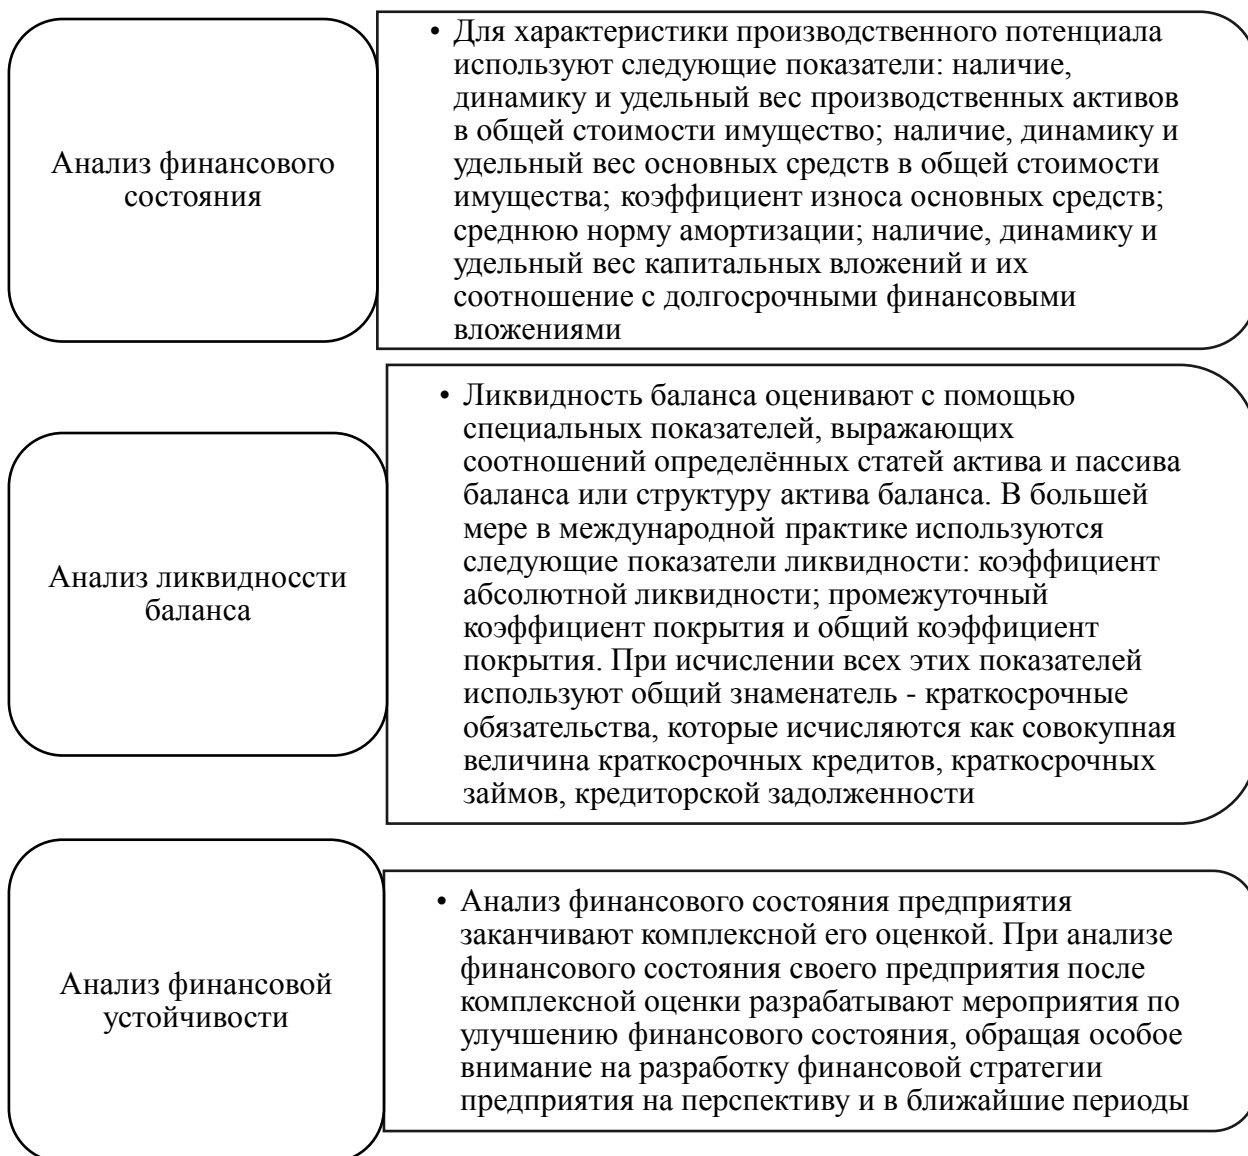 Анализ финансового
состояния
• Для характеристики производственного потенциала
используют следующие показатели: наличие,
динамику и удельный вес производственных активов
в общей стоимости имущество; наличие, динамику и
удельный вес основных средств в общей стоимости
имущества; коэффициент износа основных средств;
среднюю норму амортизации; наличие, динамику и
удельный вес капитальных вложений и их
соотношение с долгосрочными финансовыми
вложениями
Анализ ликвидноссти
баланса
• Ликвидность баланса оценивают с помощью
специальных показателей, выражающих
соотношений определённых статей актива и пассива
баланса или структуру актива баланса. В большей
мере в международной практике используются
следующие показатели ликвидности: коэффициент
абсолютной ликвидности; промежуточный
коэффициент покрытия и общий коэффициент
покрытия. При исчислении всех этих показателей
используют общий знаменатель - краткосрочные
обязательства, которые исчисляются как совокупная
величина краткосрочных кредитов, краткосрочных
займов, кредиторской задолженности
Анализ финансовой
устойчивости
• Анализ финансового состояния предприятия
заканчивают комплексной его оценкой. При анализе
финансового состояния своего предприятия после
комплексной оценки разрабатывают мероприятия по
улучшению финансового состояния, обращая особое
внимание на разработку финансовой стратегии
предприятия на перспективу и в ближайшие периоды